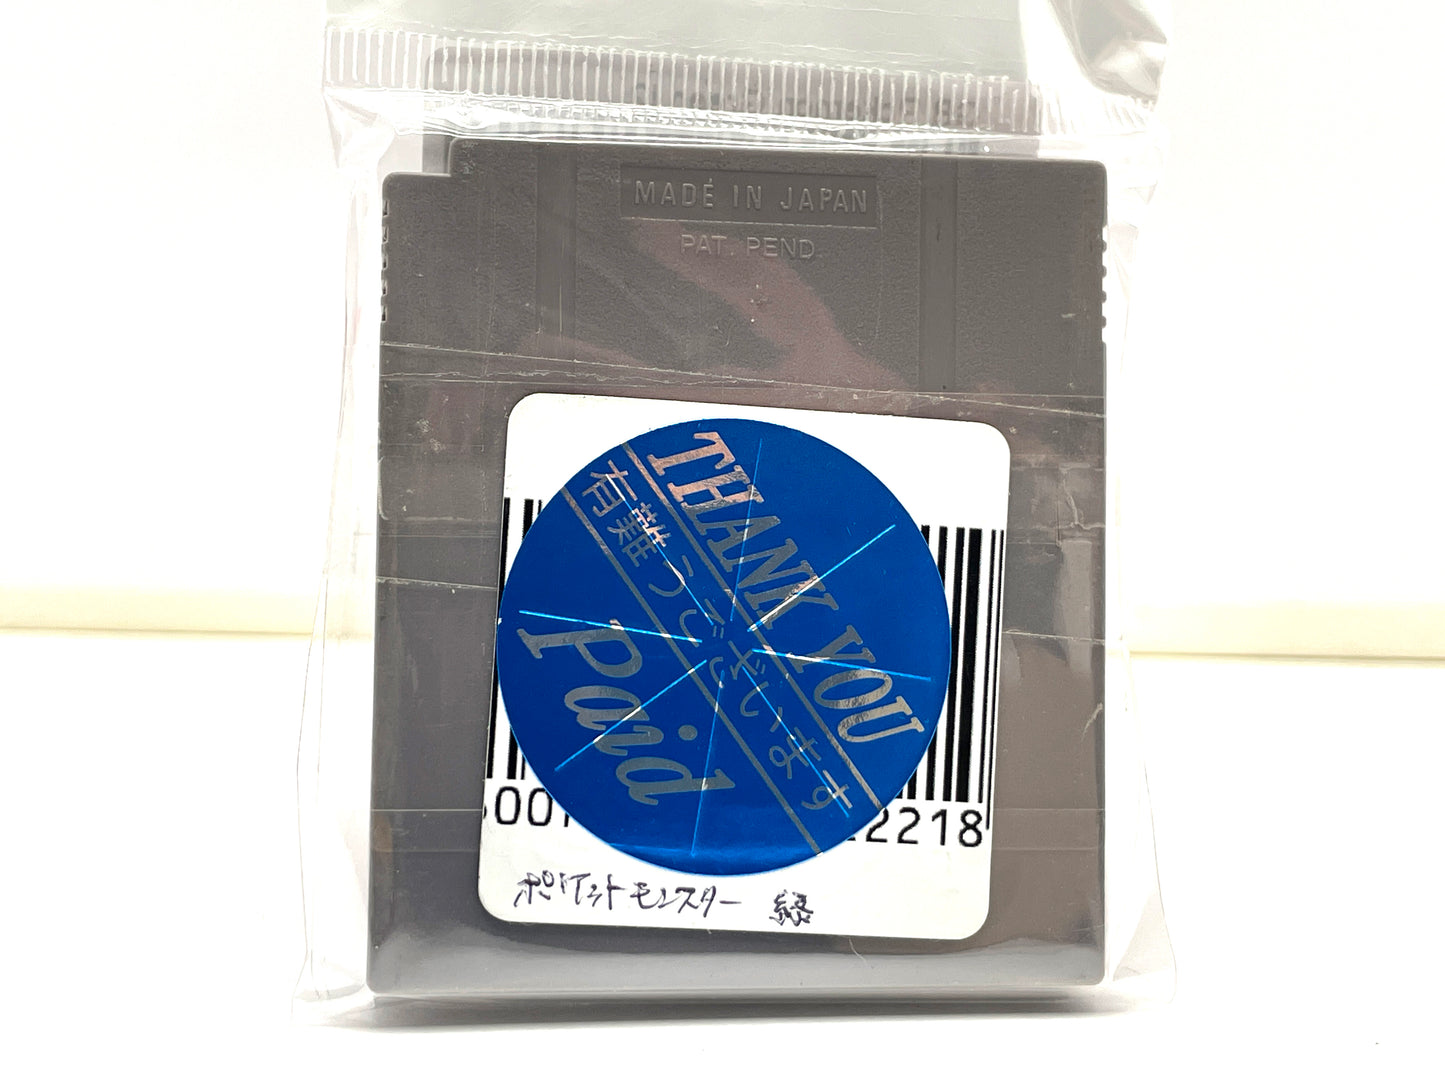 MADE IN JAPAN
PAT. PEND
THANK YOU
有難うございます
Paid
2218
ポケットモンスター 緑